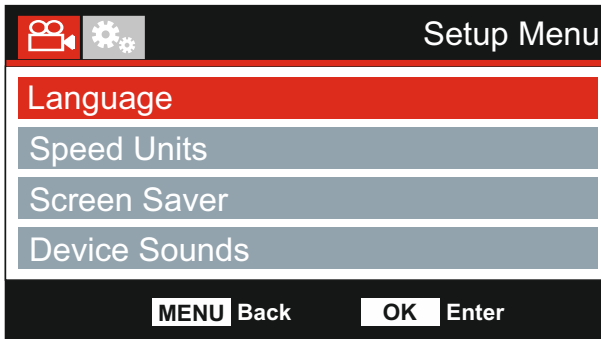 Setup Menu
Language
Speed Units
Screen Saver
Device Sounds
MENU Back OK Enter